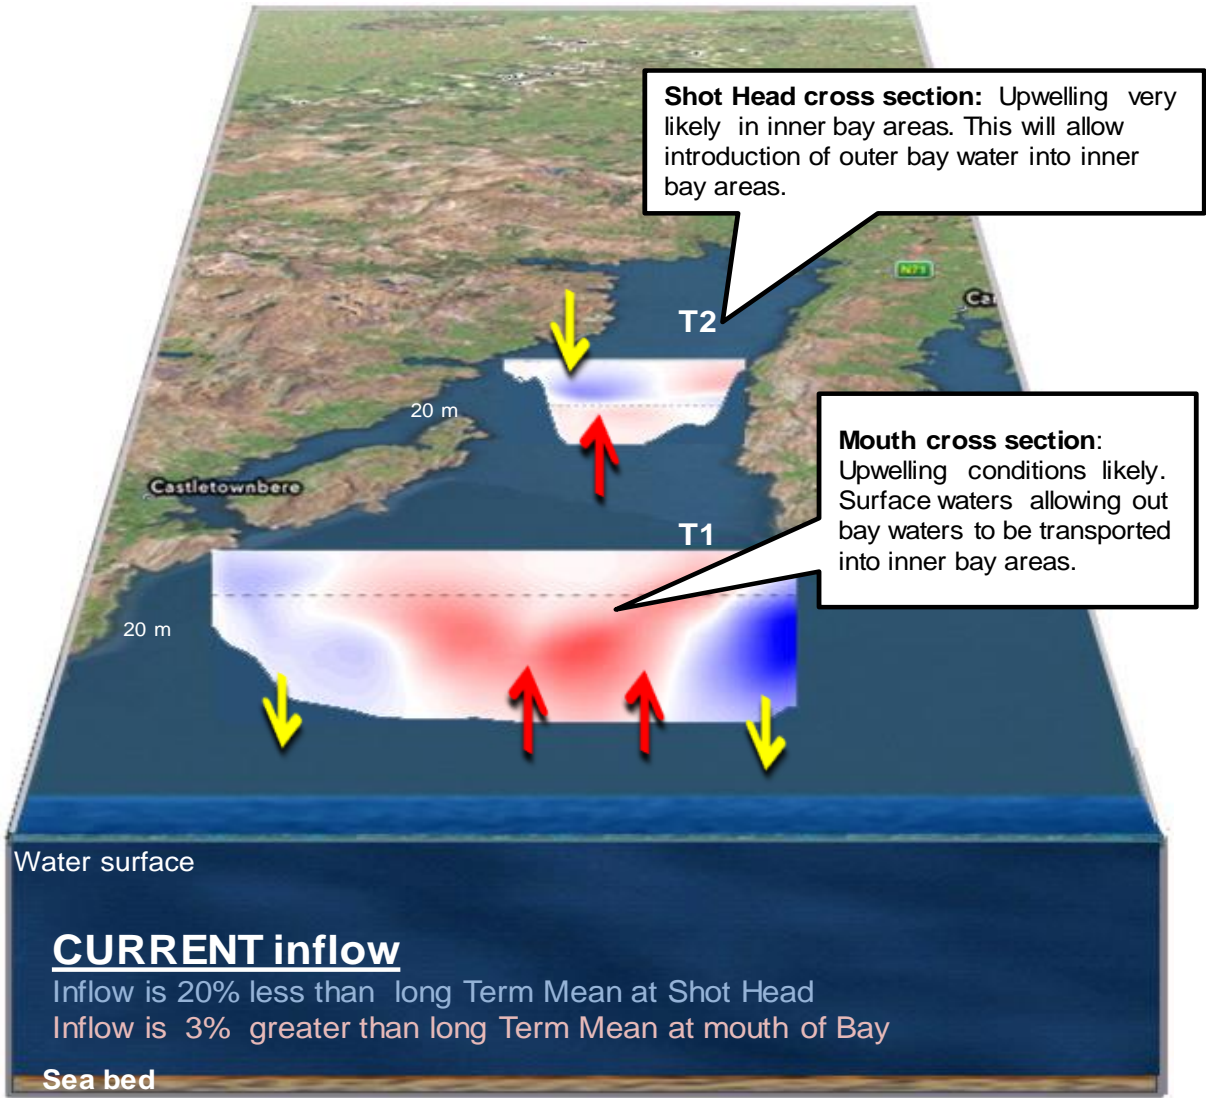 Shot Head cross section: Upwelling very
likely in inner bay areas. This will allow
introduction of outer bay water into inner
bay areas.
N71
Ca
T2
20 m
Mouth cross section:
Upwelling conditions likely.
Surface waters allowing out
bay waters to be transported
into inner bay areas.
Castletownbere
T1
20 m
Water surface
CURRENT inflow
Inflow is 20% less than long Term Mean at Shot Head
Inflow is 3% greater than long Term Mean at mouth of Bay
Sea bed